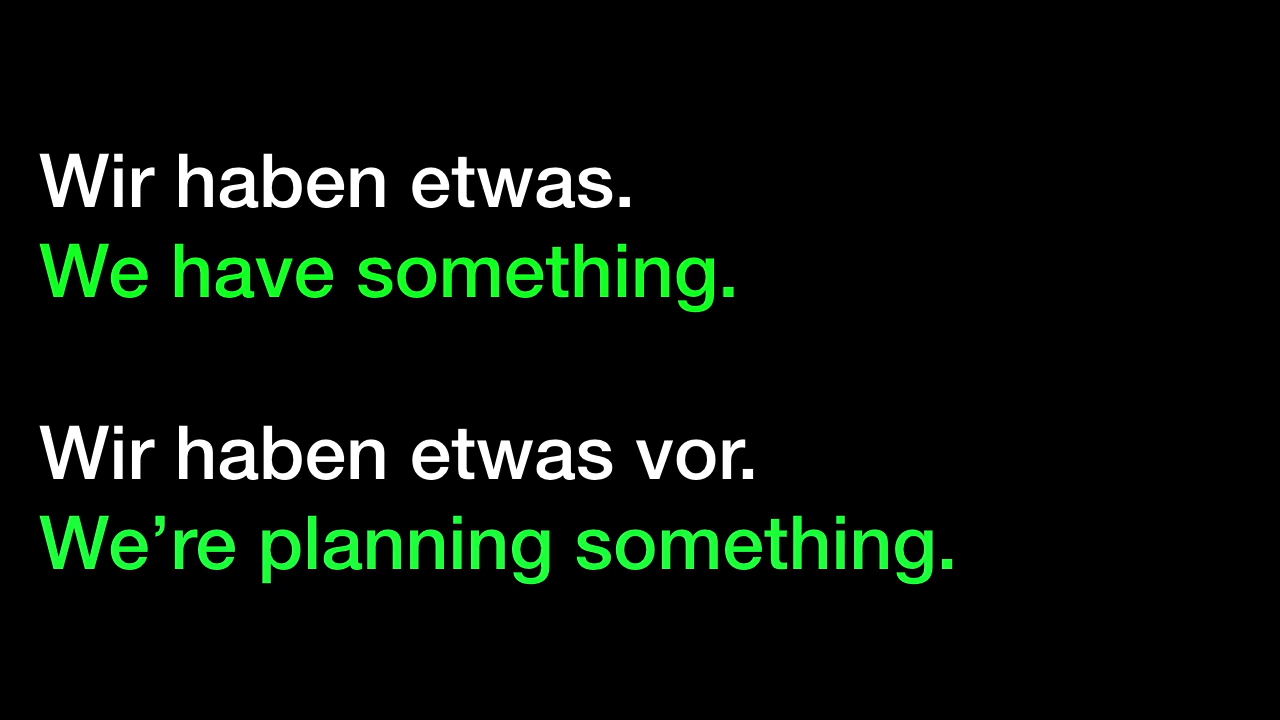 Wir haben etwas.
We have something.
Wir haben etwas vor.
We’re planning something.